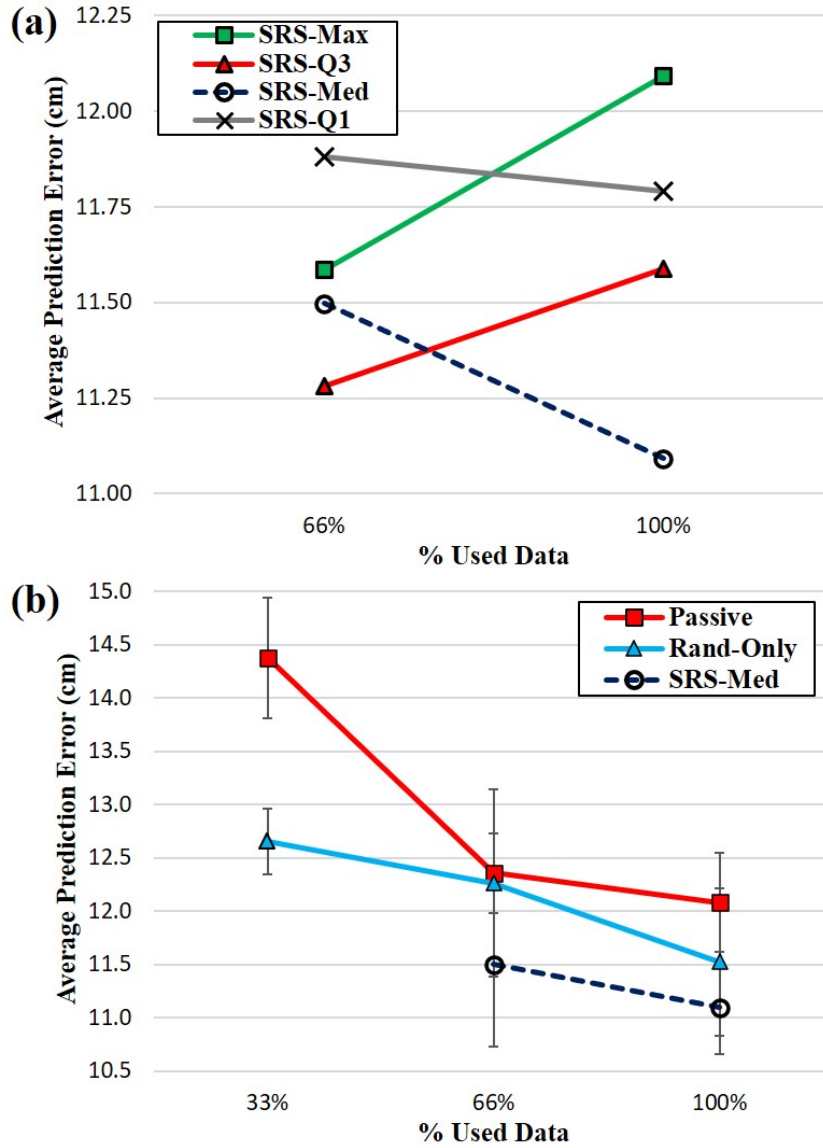 (a)
SRS-Max
SRS-Q3
SRS-Med
SRS-Q1
Average Prediction Error (cm)
12.25
12.00
11.75
11.50
11.25
11.00
66%
100%
% Used Data
(b)
Passive
Rand-Only
SRS-Med
Average Prediction Error (cm)
15.0
14.5
14.0
13.5
13.0
12.5
12.0
11.5
11.0
10.5
33%
66%
100%
% Used Data